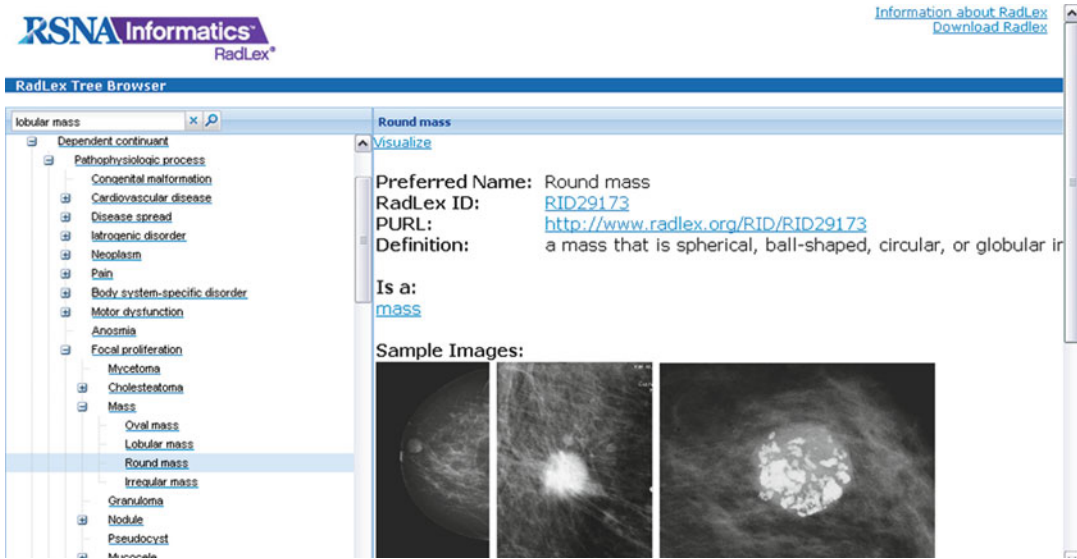 RSNA Informatics™
RadLex®
Information about RadLex
Download Radlex
RadLex Tree Browser
lobular mass
Dependent continuant
Pathophysiologic process
Congenital malformation
Cardiovascular disease
Disease spread
Iatrogenic disorder
Neoplasm
Pain
Body system-specific disorder
Motor dysfunction
Anosmia
Focal proliferation
Mycetoma
Cholesteatoma
Mass
Oval mass
Lobular mass
Round mass
Irregular mass
Granuloma
Nodule
Pseudocyst
Mucocele
Round mass
Visualize
Preferred Name: Round mass
RadLex ID: RID29173
PURL: http://www.radlex.org/RID/RID29173
Definition: a mass that is spherical, ball-shaped, circular, or globular ir
Is a:
mass
Sample Images: